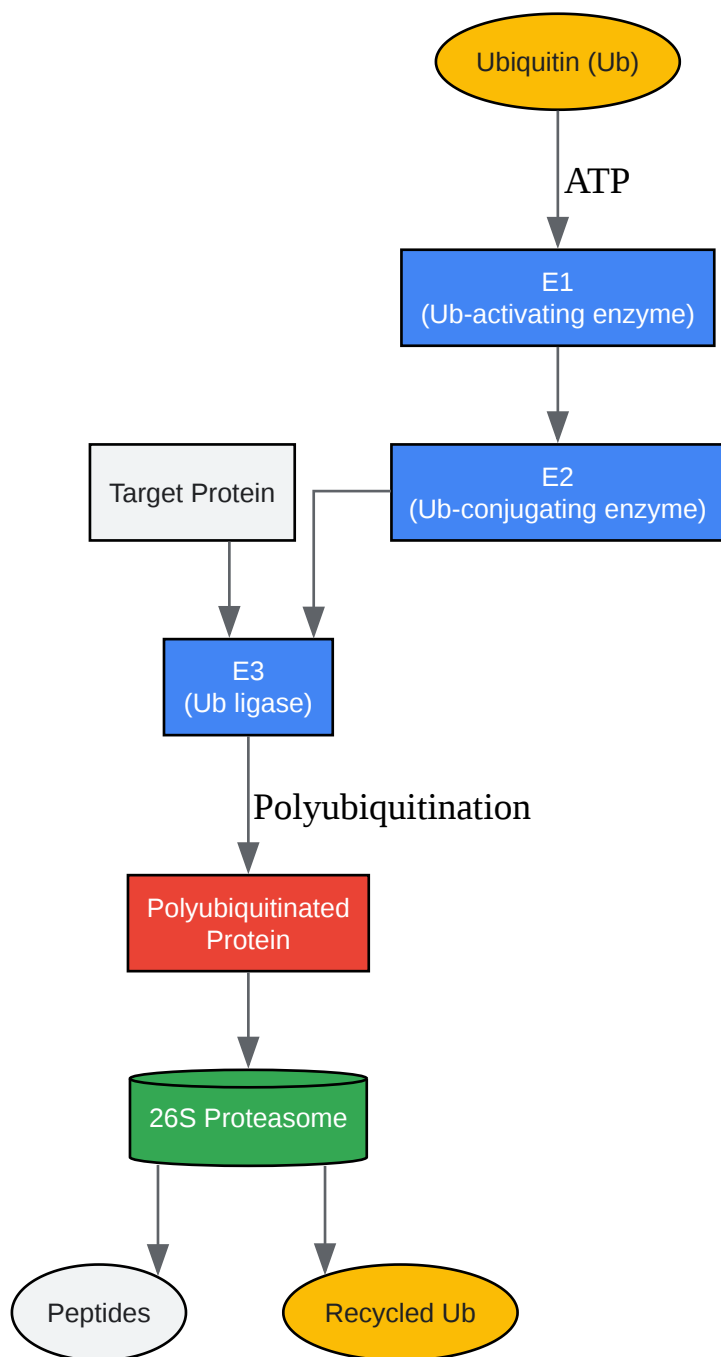 Ubiquitin (Ub)
ATP
E1
(Ub-activating enzyme)
Target Protein
E2
(Ub-conjugating enzyme)
E3
(Ub ligase)
Polyubiquitination
Polyubiquitinated
Protein
26S Proteasome
Peptides
Recycled Ub